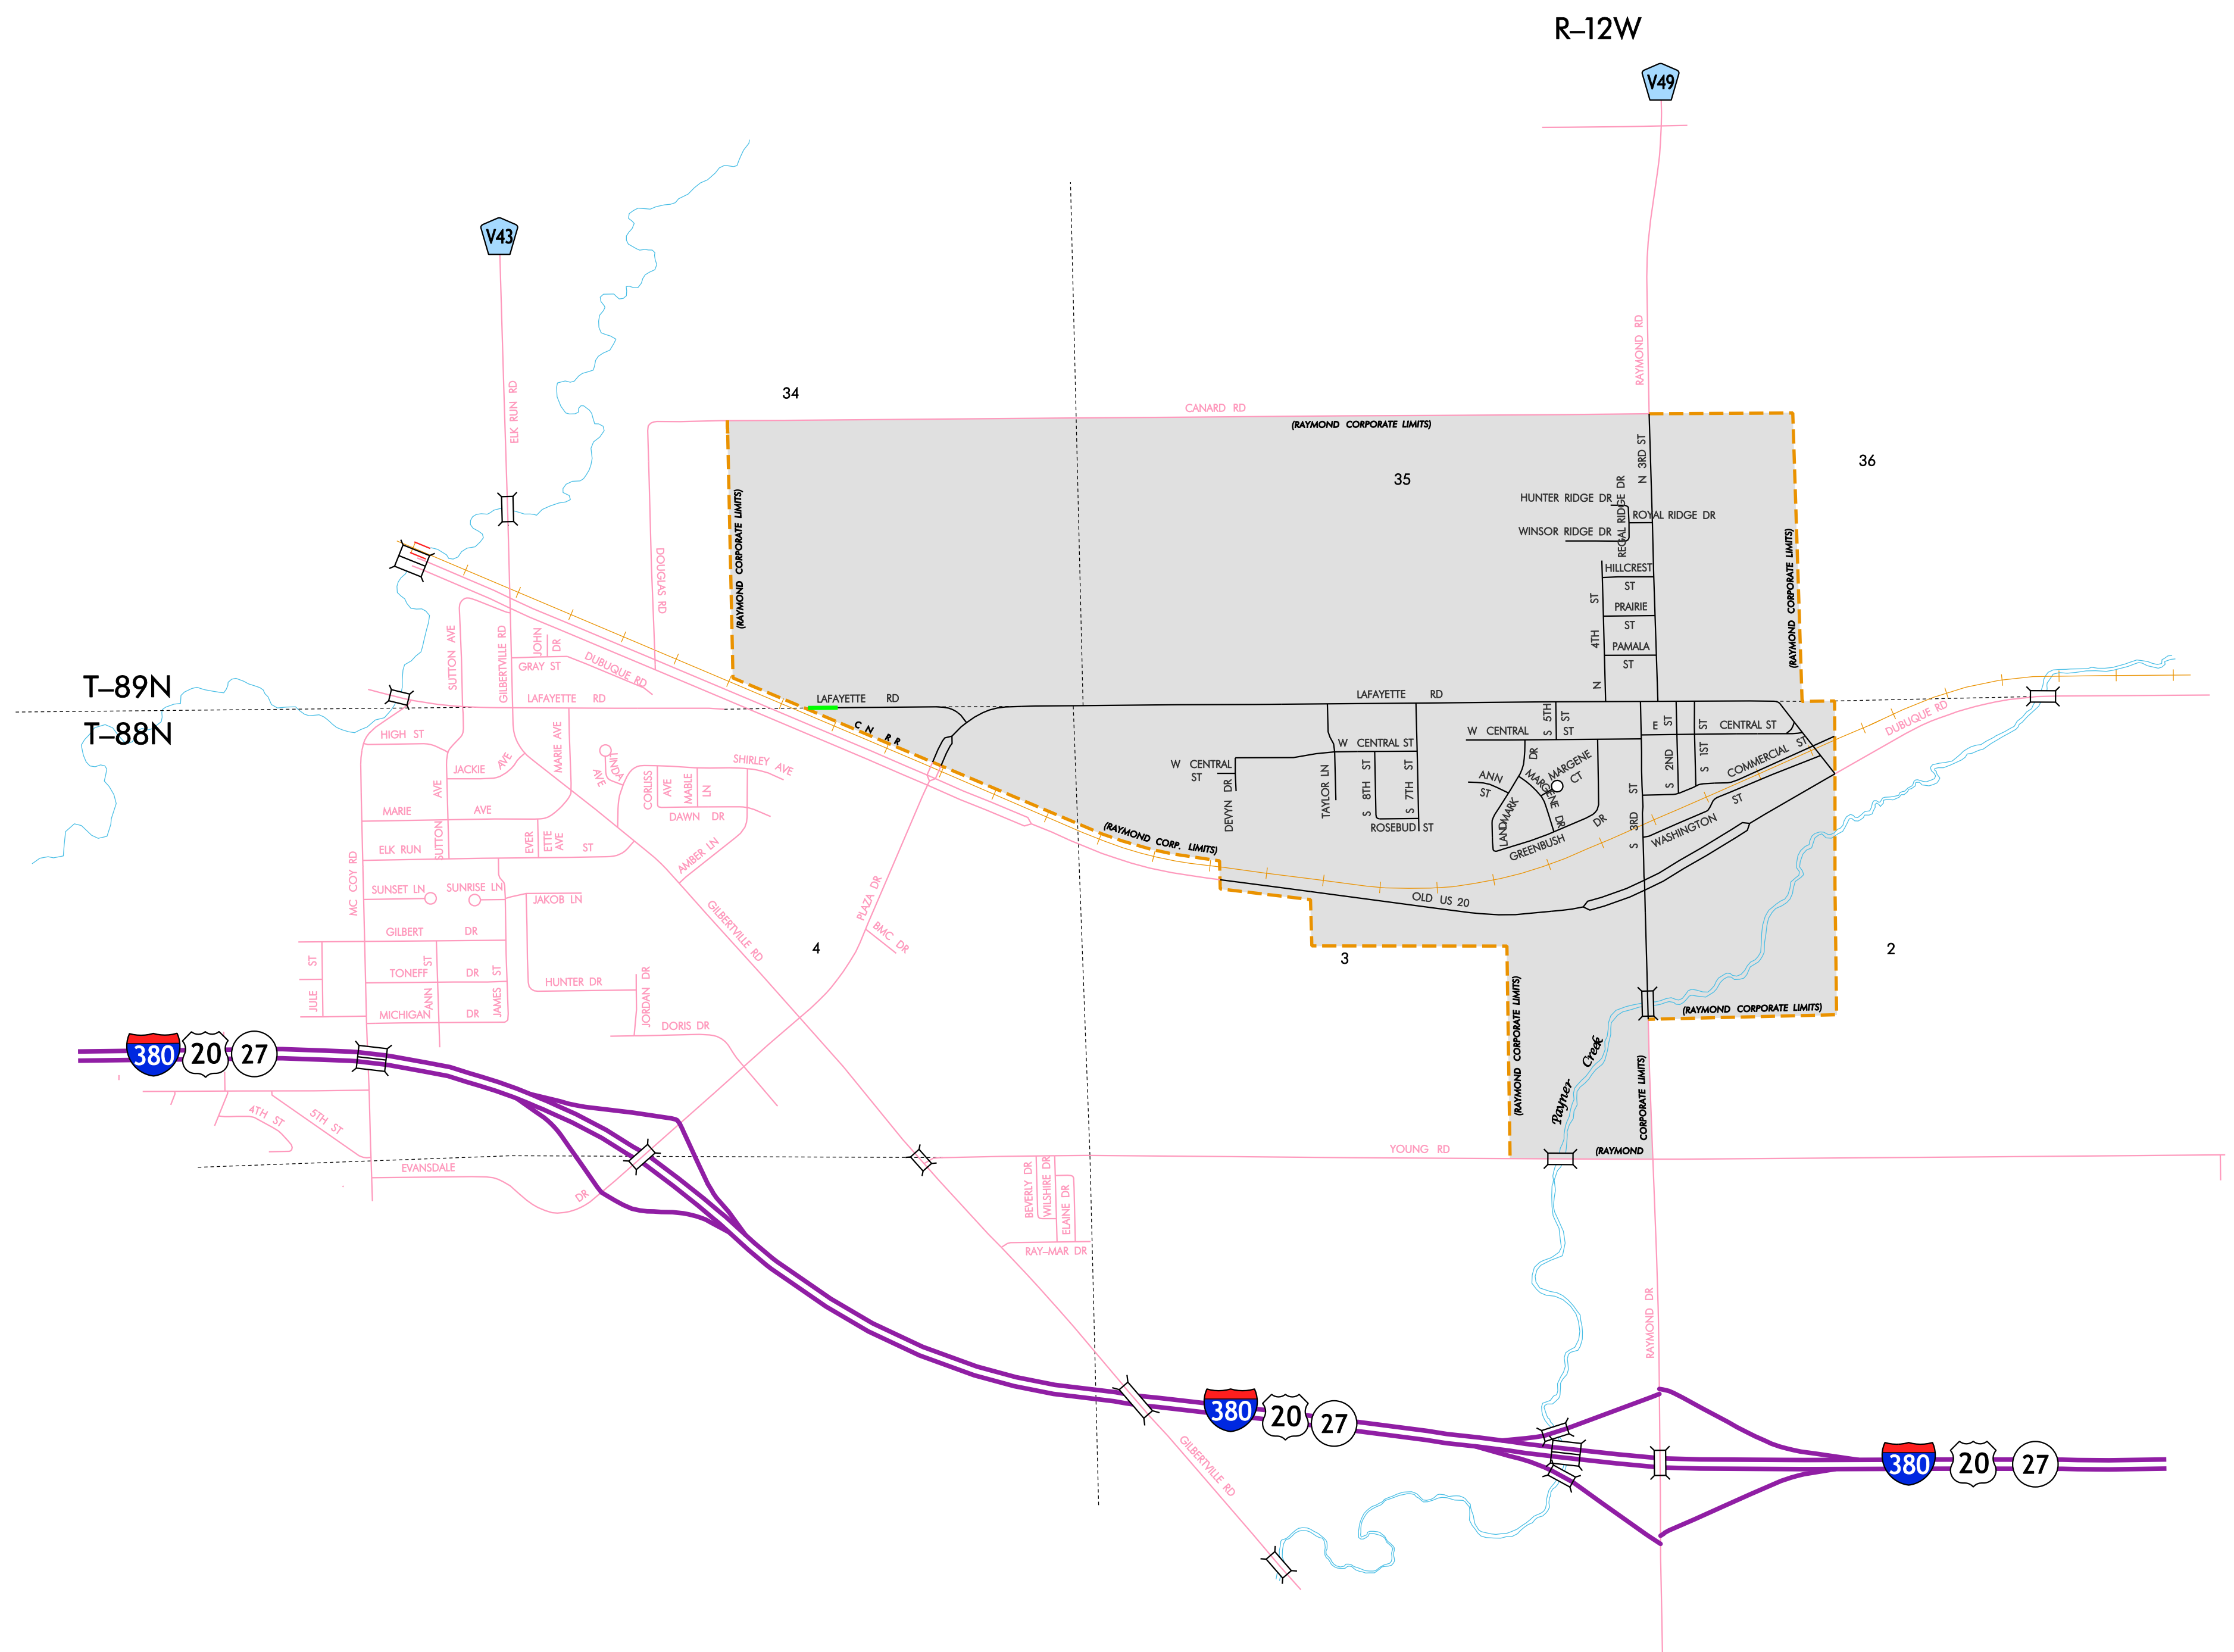 R–12W
V49
V43
RAYMOND RD
ELK RUN RD
34
CANARD RD
(RAYMOND CORPORATE LIMITS)
36
35
N 3RD ST
HUNTER RIDGE DR
REGAL RIDGE DR
ROYAL RIDGE DR
WINSOR RIDGE DR
(RAYMOND CORPORATE LIMITS)
(RAYMOND CORPORATE LIMITS)
DOUGLAS RD
HILLCREST
ST
PRAIRIE
ST
N 4TH ST
PAMALA
ST
SUTTON AVE
GILBERTVILLE RD
JOHN
DR
GRAY ST
DUBUQUE RD
T–89N
T–88N
LAFAYETTE RD
LAFAYETTE RD
LAFAYETTE RD
DUBUQUE RD
C N R R
HIGH ST
MARIE AVE
JACKIE AVE
LINDA
AVE
SHIRLEY AVE
CORLISS
AVE
MABLE
LN
DAWN DR
MARIE AVE
SUTTON AVE
EVER
ETTE
AVE
ELK RUN ST
AMBER LN
W CENTRAL
ST
DEVYN DR
W CENTRAL ST
TAYLOR LN
S 8TH ST
S 7TH ST
ROSEBUD ST
W CENTRAL
ST
S 5TH
ST
ANN
ST
LANDMARK
DR
MARGENE
DR
MARGENE
CT
GREENBUSH DR
E
CENTRAL ST
S 2ND
ST
S 1ST
ST
COMMERCIAL ST
S 3RD ST
WASHINGTON
ST
(RAYMOND CORP. LIMITS)
OLD US 20
MC COY RD
SUNSET LN
SUNRISE LN
JAKOB LN
GILBERT DR
PLAZA DR
BMC DR
GILBERTVILLE RD
4
3
2
JULE ST
TONEFF DR
ANN ST
JAMES ST
MICHIGAN DR
HUNTER DR
JORDAN DR
DORIS DR
(RAYMOND CORPORATE LIMITS)
(RAYMOND CORPORATE LIMITS)
Payner Creek
380
20
27
4TH ST
5TH ST
EVANSDALE
DR
YOUNG RD
(RAYMOND
CORPORATE LIMITS)
BEVERLY DR
WILSHIRE DR
ELAINE DR
RAY–MAR DR
RAYMOND DR
380
20
27
GILBERTVILLE RD
380
20
27